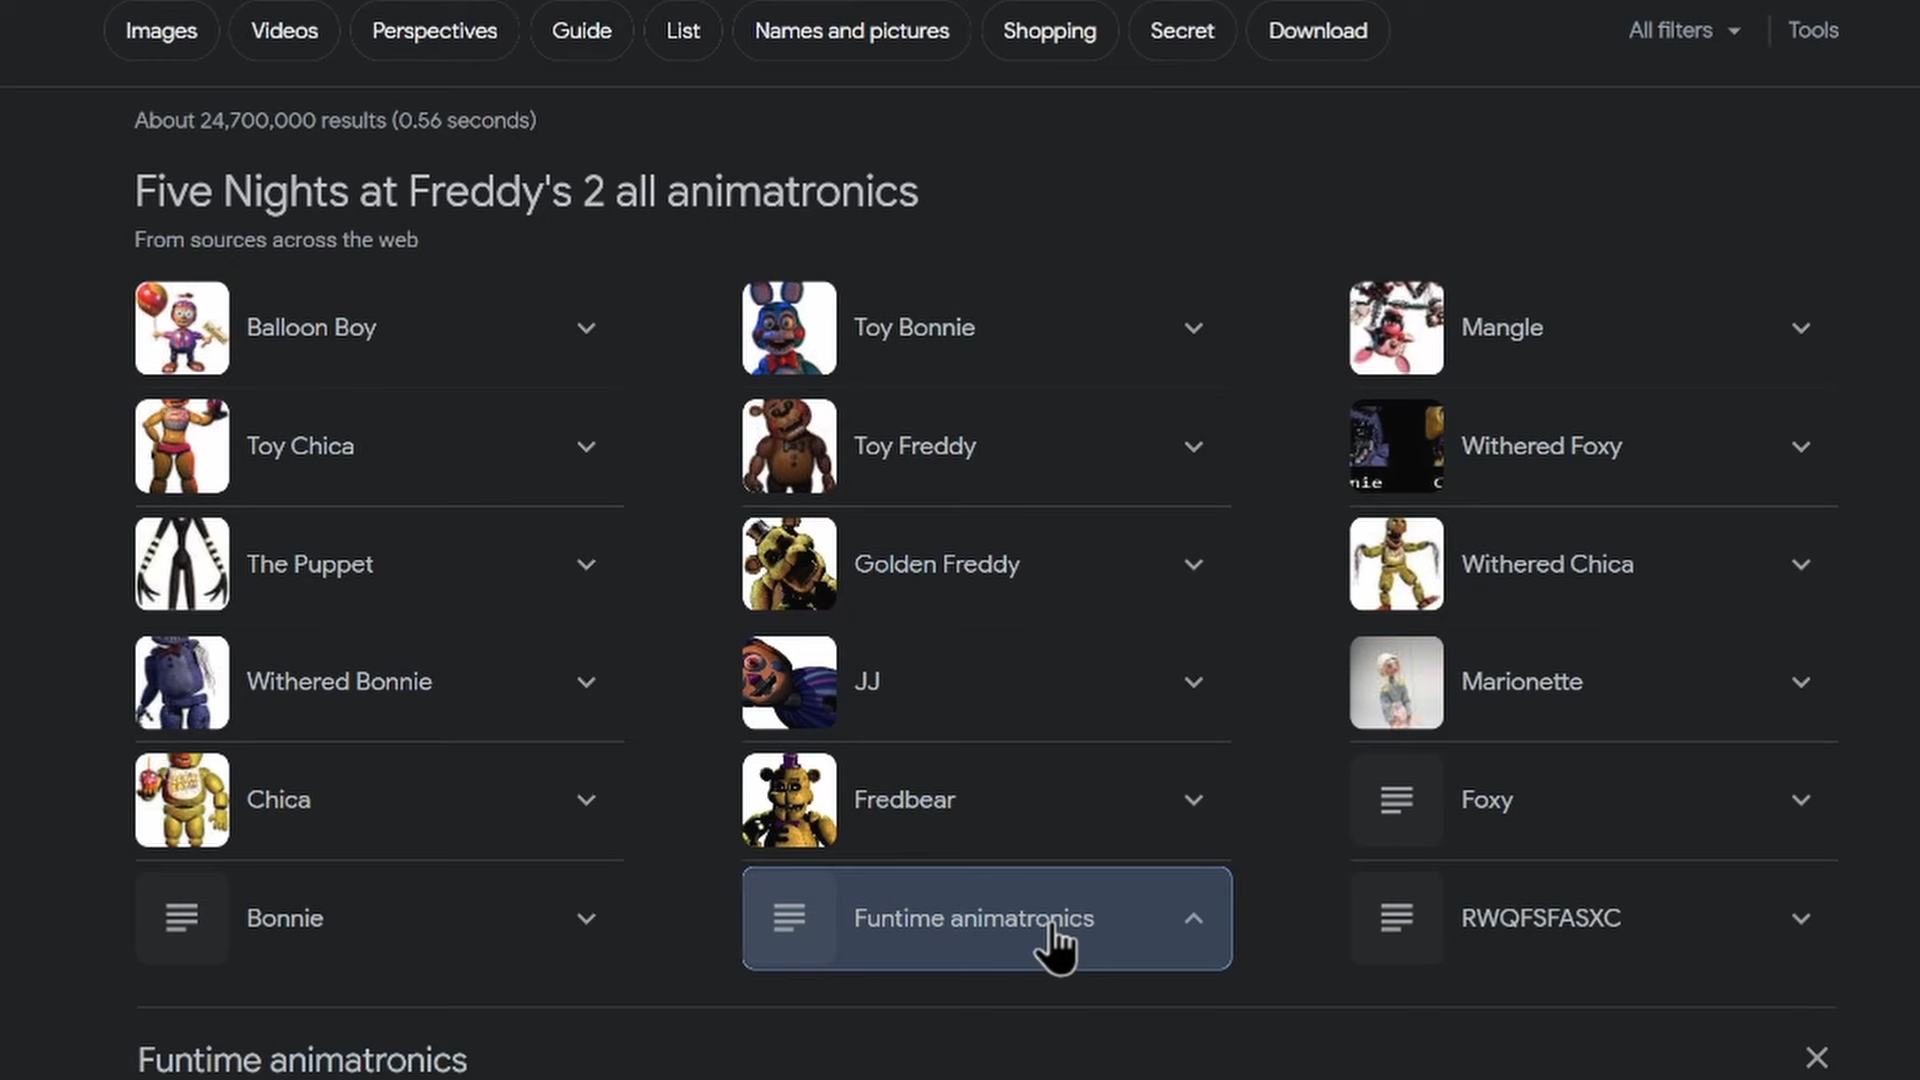 Images Videos Perspectives Guide List Names and pictures Shopping Secret Download All filters Tools
About 24,700,000 results (0.56 seconds)
Five Nights at Freddy's 2 all animatronics
From sources across the web
Balloon Boy Toy Bonnie Mangle
Toy Chica Toy Freddy Withered Foxy
nie C
The Puppet Golden Freddy Withered Chica
Withered Bonnie JJ Marionette
Chica Fredbear Foxy
Bonnie Funtime animatronics RWQFSFASXC
Funtime animatronics